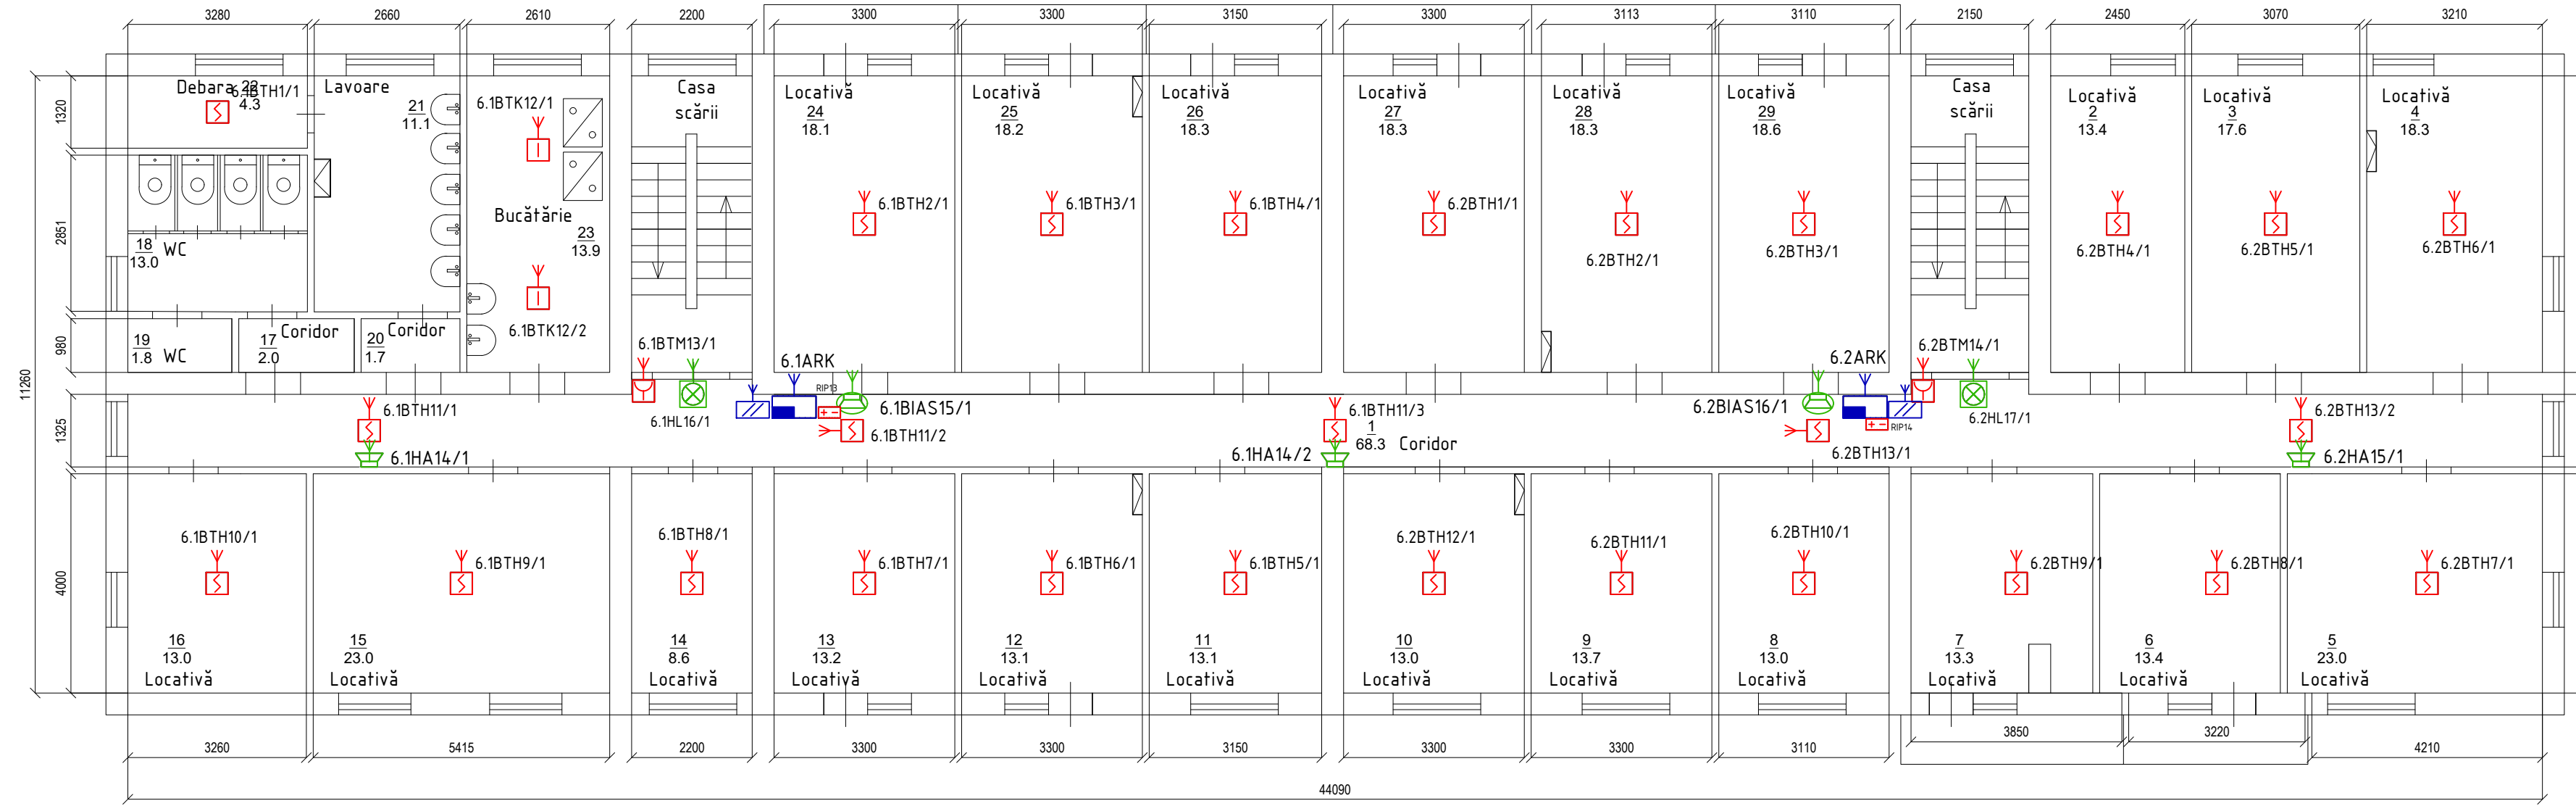 3280
2660
2610
2200
3300
3300
3150
3300
3113
3110
2150
2450
3070
3210
Debara
22
4.3
6.1BTH1/1
Lavoare
21
11.1
6.1BTK12/1
Casa
scării
Locativă
24
18.1
Locativă
25
18.2
Locativă
26
18.3
Locativă
27
18.3
Locativă
28
18.3
Locativă
29
18.6
Casa
scării
Locativă
2
13.4
Locativă
3
17.6
Locativă
4
18.3
1320
2851
980
11260
1325
4000
Bucătărie
23
13.9
18
13.0
WC
6.1BTH2/1
6.1BTH3/1
6.1BTH4/1
6.2BTH1/1
6.2BTH2/1
6.2BTH3/1
6.2BTH4/1
6.2BTH5/1
6.2BTH6/1
19
1.8
WC
17
2.0
Coridor
20
1.7
Coridor
6.1BTK12/2
6.1BTM13/1
6.1ARK
RIP13
6.1BIAS15/1
6.1HL16/1
6.1BTH11/1
6.1BTH11/2
6.1BTH11/3
1
68.3
Coridor
6.2BIAS16/1
6.2ARK
RIP14
6.2BTM14/1
6.2HL17/1
6.2BTH13/1
6.2BTH13/2
6.1HA14/1
6.1HA14/2
6.2HA15/1
6.1BTH10/1
6.1BTH9/1
6.1BTH8/1
6.1BTH7/1
6.1BTH6/1
6.1BTH5/1
6.2BTH12/1
6.2BTH11/1
6.2BTH10/1
6.2BTH9/1
6.2BTH8/1
6.2BTH7/1
16
13.0
Locativă
15
23.0
Locativă
14
8.6
Locativă
13
13.2
Locativă
12
13.1
Locativă
11
13.1
Locativă
10
13.0
Locativă
9
13.7
Locativă
8
13.0
Locativă
7
13.3
Locativă
6
13.4
Locativă
5
23.0
Locativă
3260
5415
2200
3300
3300
3150
3300
3300
3110
3850
3220
4210
44090